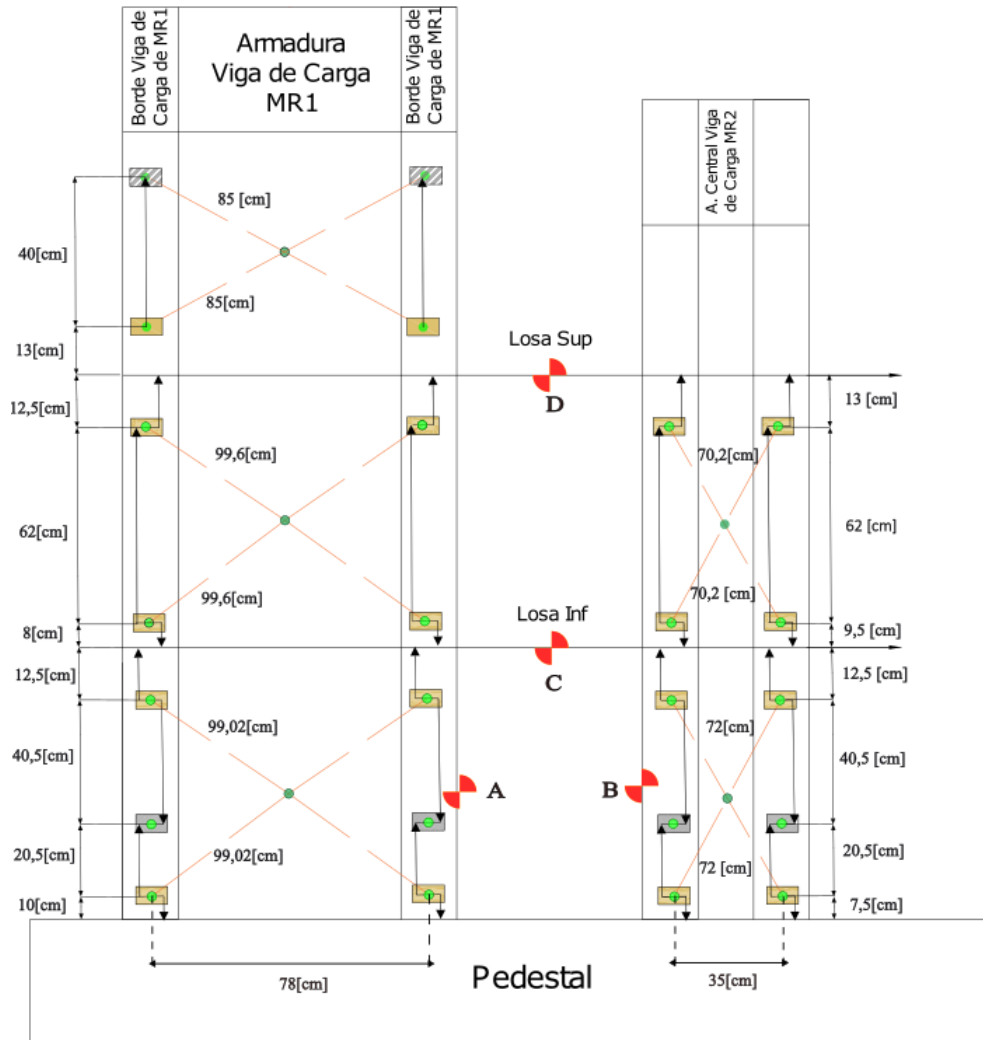 Borde Viga de
Carga de MR1
Armadura
Viga de Carga
MR1
Borde Viga de
Carga de MR1
A. Central Viga
de Carga MR2
85 [cm]
40[cm]
85[cm]
13[cm]
Losa Sup
D
12,5[cm]
13 [cm]
99,6[cm]
70,2[cm]
62[cm]
62 [cm]
99,6[cm]
70,2 [cm]
Losa Inf
8[cm]
9,5 [cm]
C
12,5[cm]
12,5 [cm]
99,02[cm]
72[cm]
40,5[cm]
40,5 [cm]
A
B
20,5[cm]
20,5[cm]
99,02[cm]
72 [cm]
10[cm]
7,5[cm]
78[cm]
Pedestal
35[cm]